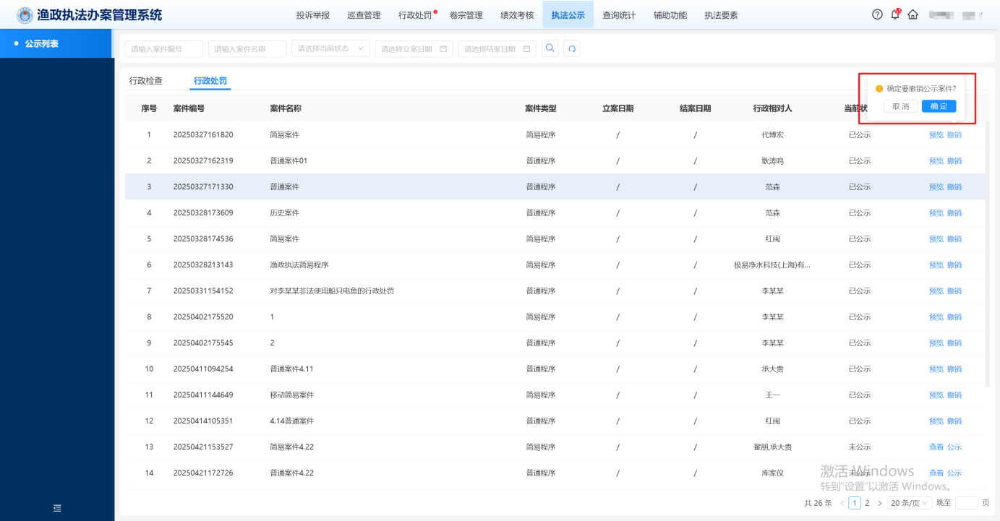 渔政执法办案管理系统 投诉举报 巡查管理 行政处罚 卷宗管理 绩效考核 执法公示 查询统计 辅助功能 执法要素
公示列表
请输入案件编号 请输入案件名称 请选择当前状态 请选择立案日期 请选择结案日期
行政检查 行政处罚
确定要撤销公示案件?
取 消 确 定
序号 案件编号 案件名称 案件类型 立案日期 结案日期 行政相对人 当前状
1 20250327161820 简易案件 简易程序 / / 代博宏 已公示 预览 撤销
2 20250327162319 普通案件01 普通程序 / / 耿涛鸣 已公示 预览 撤销
3 20250327171330 普通案件 普通程序 / / 范森 已公示 预览 撤销
4 20250328173609 历史案件 普通程序 / / 范森 已公示 预览 撤销
5 20250328174536 简易案件 简易程序 / / 红闽 已公示 预览 撤销
6 20250328213143 渔政执法简易程序 简易程序 / / 极易净水科技(上海)有... 已公示 预览 撤销
7 20250331154152 对李某某非法使用船只电鱼的行政处罚 普通程序 / / 李某某 已公示 预览 撤销
8 20250402175520 1 简易程序 / / 李某某 已公示 预览 撤销
9 20250402175545 2 普通程序 / / 李某某 已公示 预览 撤销
10 20250411094254 普通案件4.11 普通程序 / / 承大贵 已公示 预览 撤销
11 20250411144649 移动简易案件 简易程序 / / 王一 已公示 预览 撤销
12 20250414105351 4.14普通案件 普通程序 / / 红闽 已公示 预览 撤销
13 20250421153527 简易案件4.22 简易程序 / / 翟朋,承大贵 未公示 查看 公示
14 20250421172726 普通案件4.22 普通程序 / / 库家仪 未公示 查看 公示
激活 Windows
转到"设置"以激活 Windows。
共 26 条 < 1 2 > 20 条/页 跳至 页